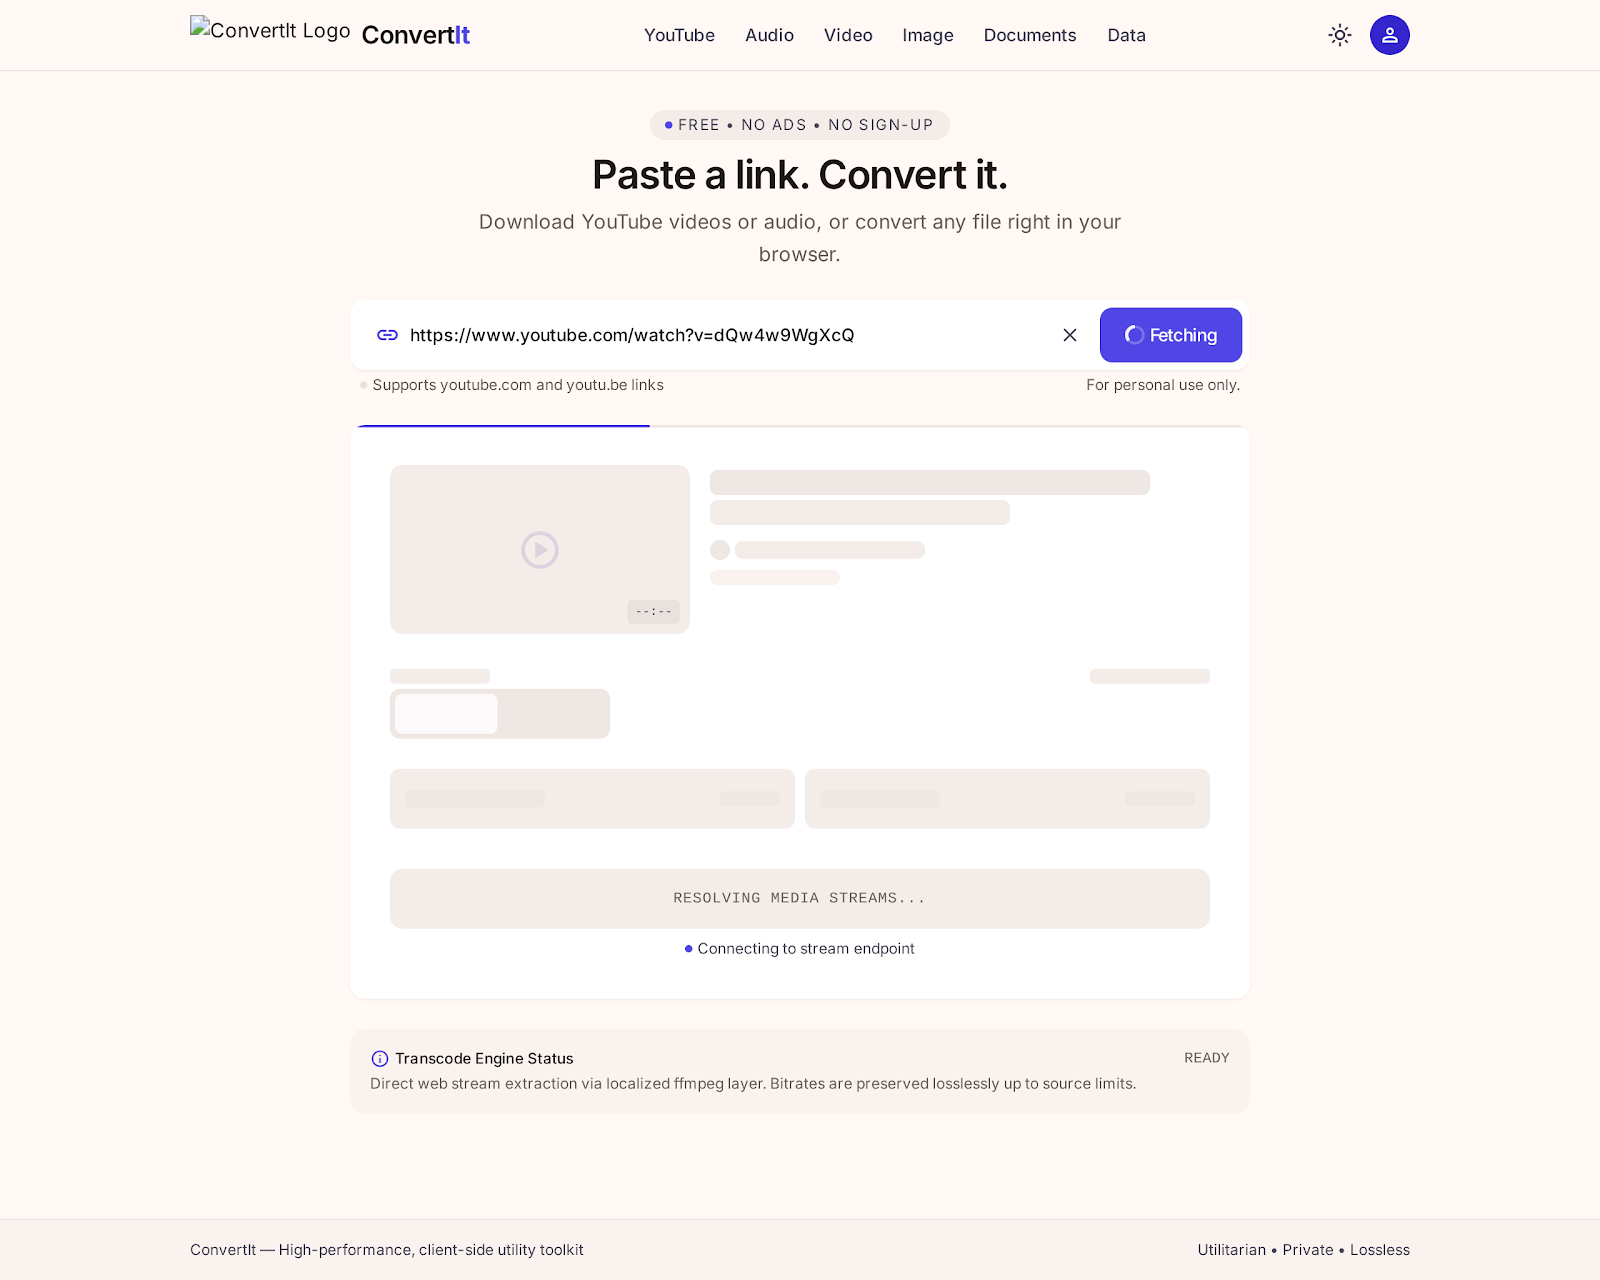 ConvertIt Logo ConvertIt YouTube Audio Video Image Documents Data
FREE • NO ADS • NO SIGN-UP
Paste a link. Convert it.
Download YouTube videos or audio, or convert any file right in your
browser.
https://www.youtube.com/watch?v=dQw4w9WgXcQ Fetching
Supports youtube.com and youtu.be links For personal use only.
--:--
RESOLVING MEDIA STREAMS...
Connecting to stream endpoint
Transcode Engine Status READY
Direct web stream extraction via localized ffmpeg layer. Bitrates are preserved losslessly up to source limits.
ConvertIt — High-performance, client-side utility toolkit Utilitarian • Private • Lossless